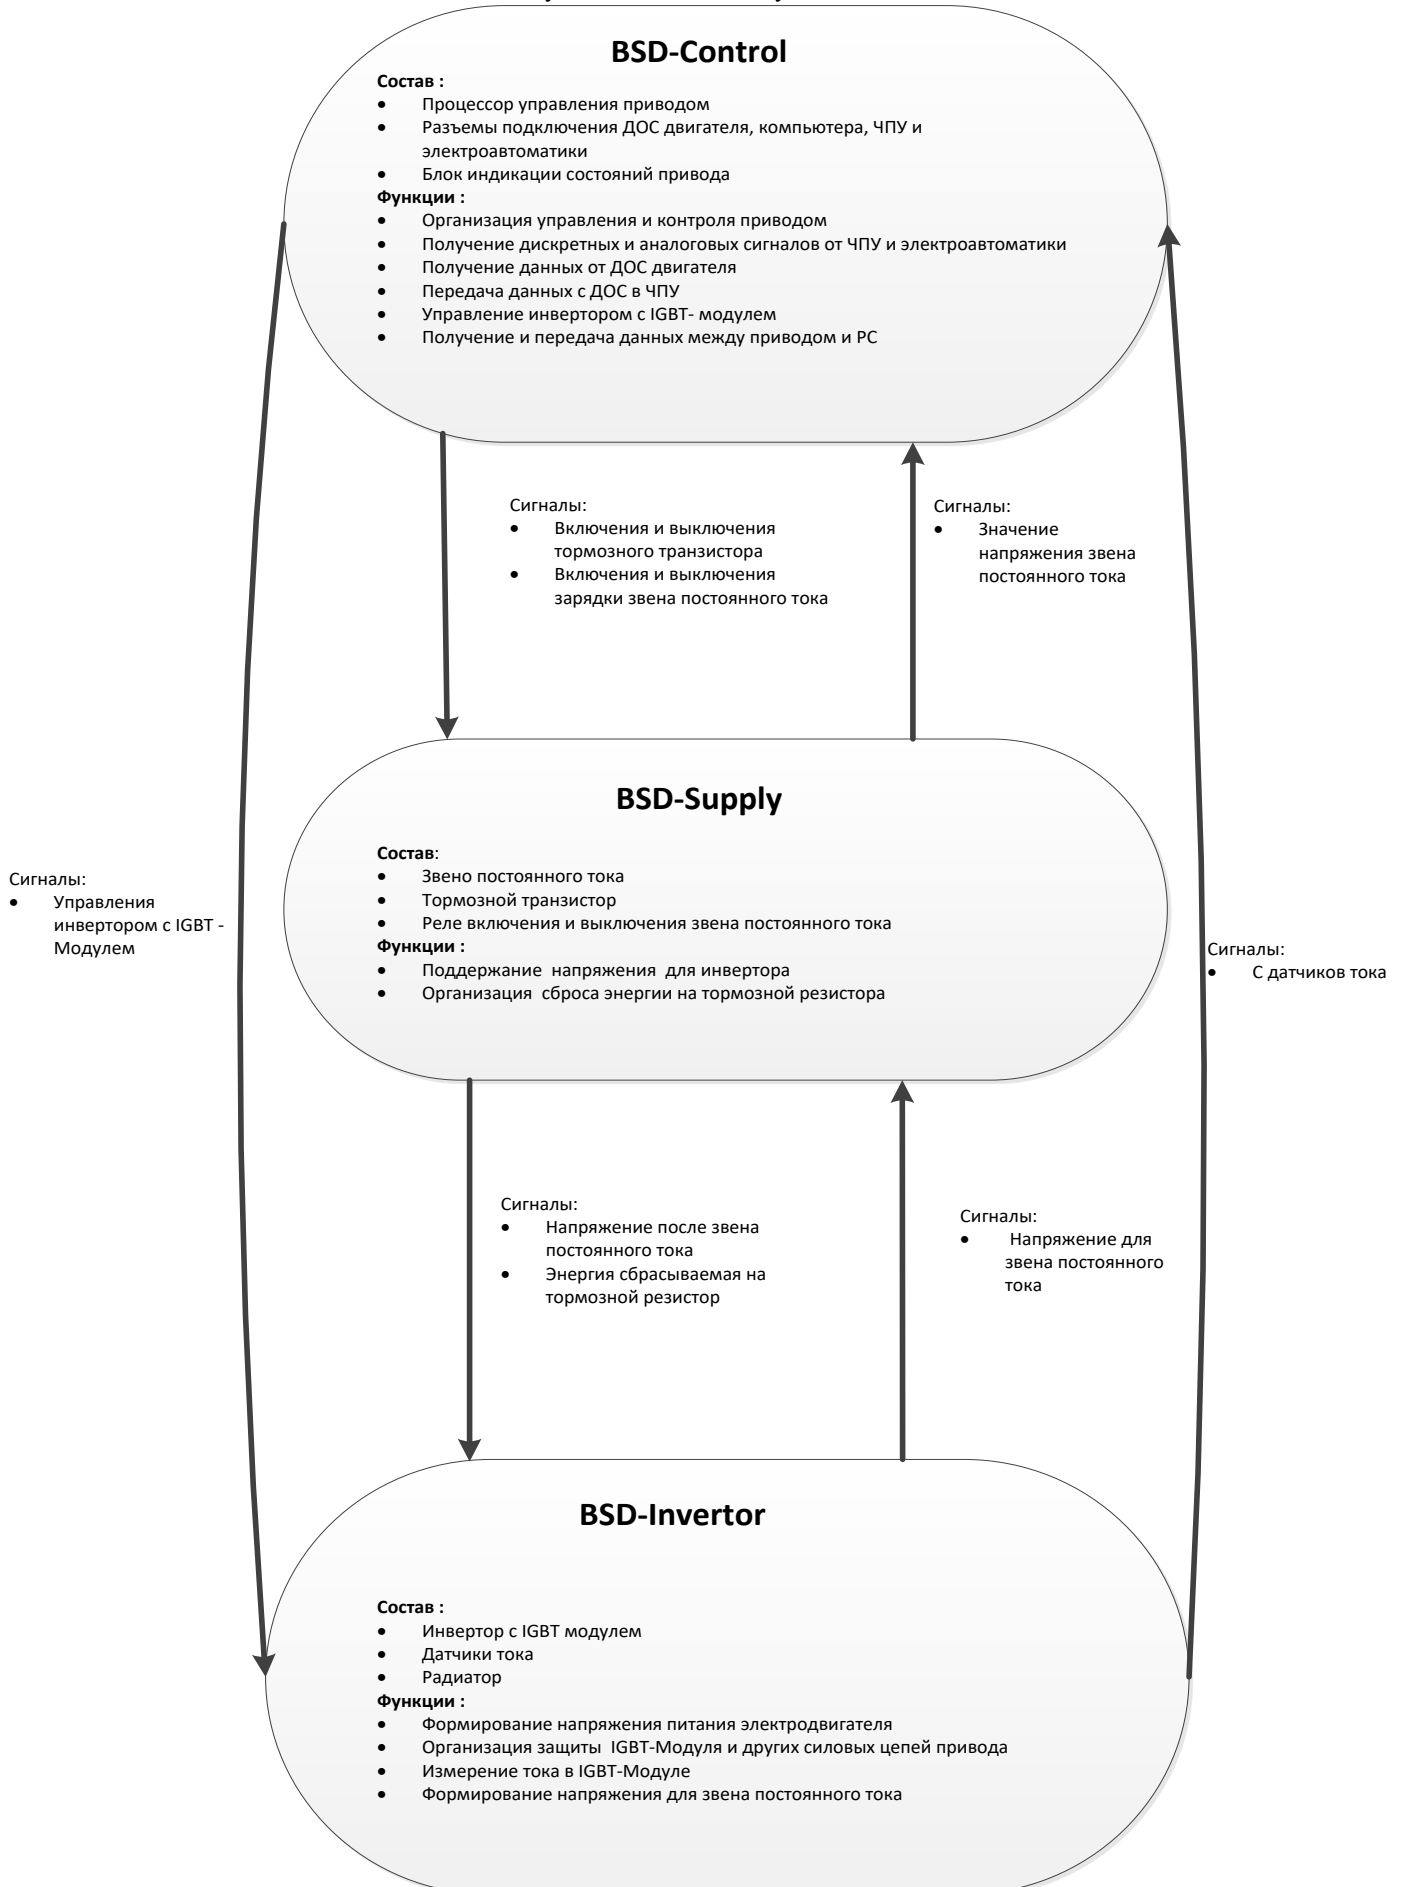 BSD-Control
Состав :
• Процессор управления приводом
• Разъемы подключения ДОС двигателя, компьютера, ЧПУ и
электроавтоматики
• Блок индикации состояний привода
Функции :
• Организация управления и контроля приводом
• Получение дискретных и аналоговых сигналов от ЧПУ и электроавтоматики
• Получение данных от ДОС двигателя
• Передача данных с ДОС в ЧПУ
• Управление инвертором с IGBT- модулем
• Получение и передача данных между приводом и PC
Сигналы:
• Включения и выключения
тормозного транзистора
• Включения и выключения
зарядки звена постоянного тока
Сигналы:
• Значение
напряжения звена
постоянного тока
BSD-Supply
Состав:
• Звено постоянного тока
• Тормозной транзистор
• Реле включения и выключения звена постоянного тока
Функции :
• Поддержание напряжения для инвертора
• Организация сброса энергии на тормозной резистора
Сигналы:
• Управления
инвертором с IGBT -
Модулем
Сигналы:
• С датчиков тока
Сигналы:
• Напряжение после звена
постоянного тока
• Энергия сбрасываемая на
тормозной резистор
Сигналы:
• Напряжение для
звена постоянного
тока
BSD-Invertor
Состав :
• Инвертор с IGBT модулем
• Датчики тока
• Радиатор
Функции :
• Формирование напряжения питания электродвигателя
• Организация защиты IGBT-Модуля и других силовых цепей привода
• Измерение тока в IGBT-Модуле
• Формирование напряжения для звена постоянного тока